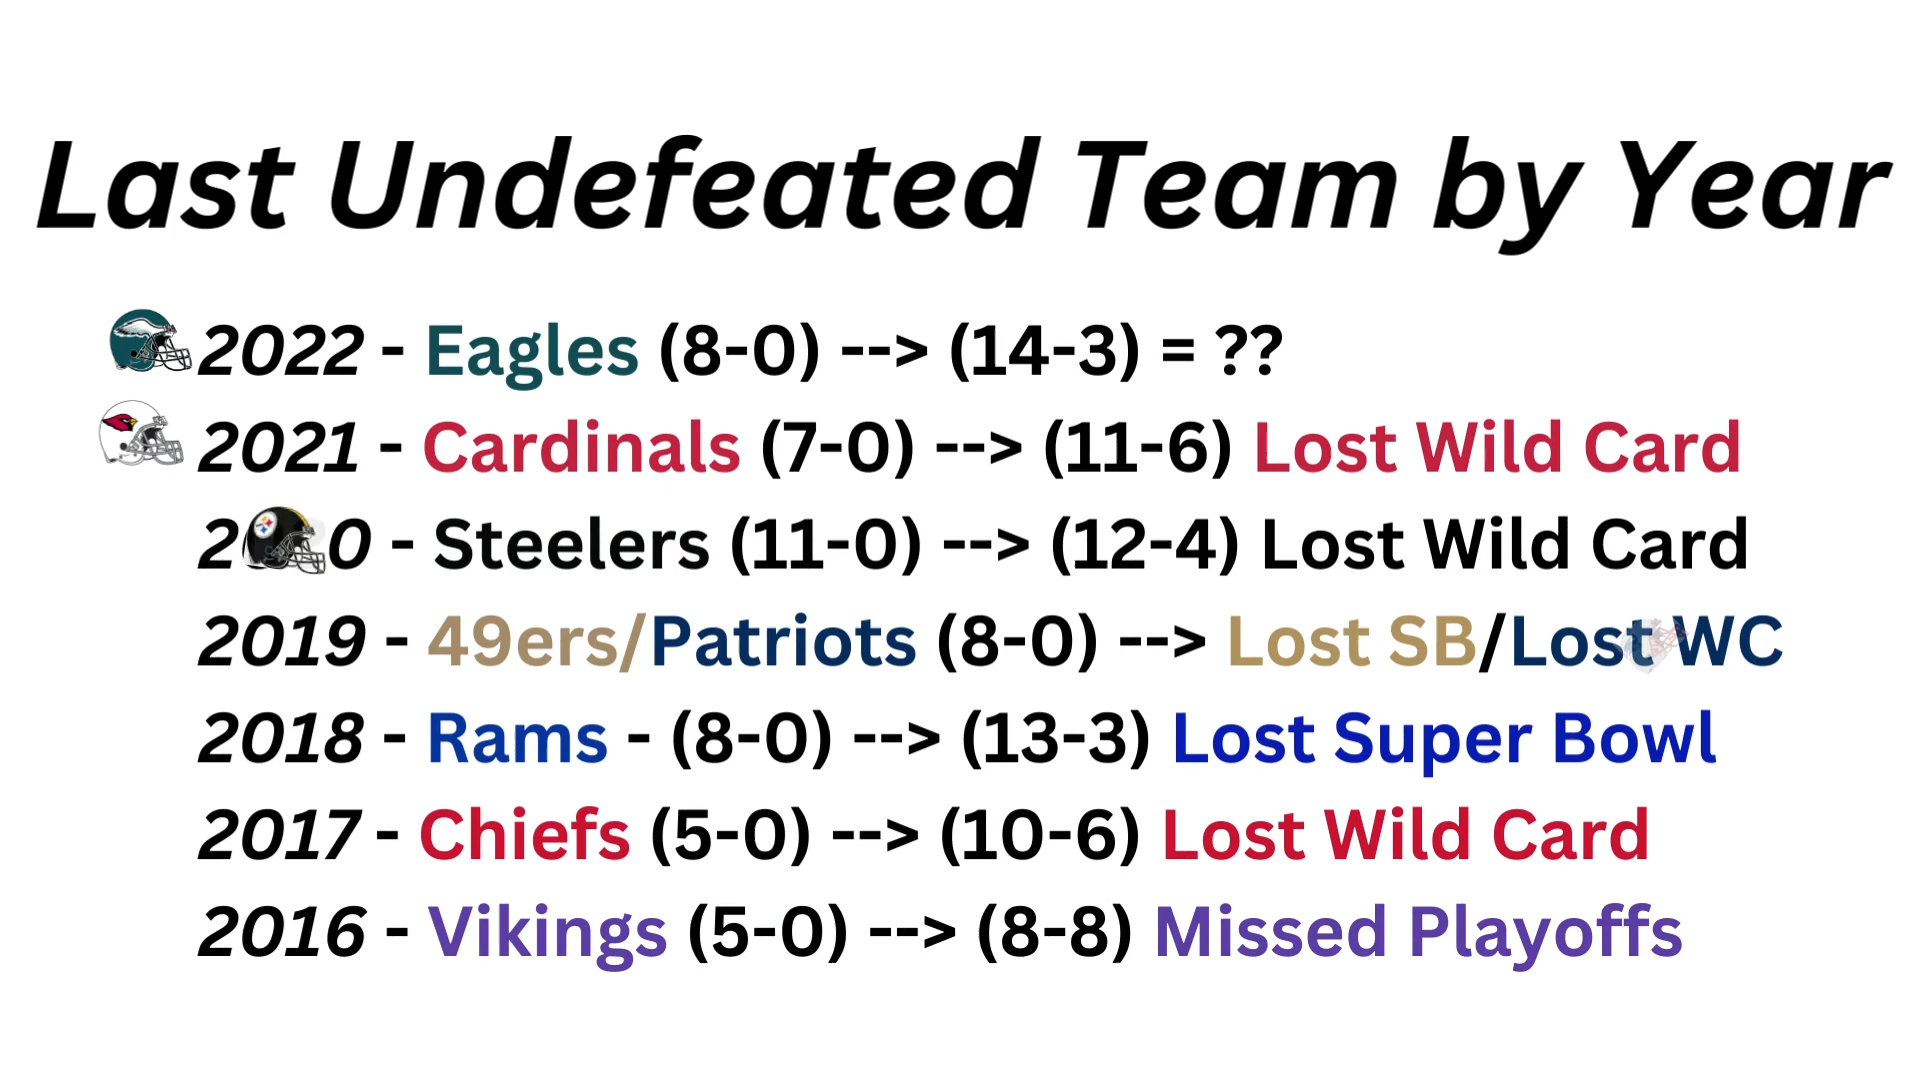 Last Undefeated Team by Year
2022 - Eagles (8-0) --> (14-3) = ??
2021 - Cardinals (7-0) --> (11-6) Lost Wild Card
2 0 - Steelers (11-0) --> (12-4) Lost Wild Card
2019 - 49ers/Patriots (8-0) --> Lost SB/Lost WC
2018 - Rams - (8-0) --> (13-3) Lost Super Bowl
2017 - Chiefs (5-0) --> (10-6) Lost Wild Card
2016 - Vikings (5-0) --> (8-8) Missed Playoffs